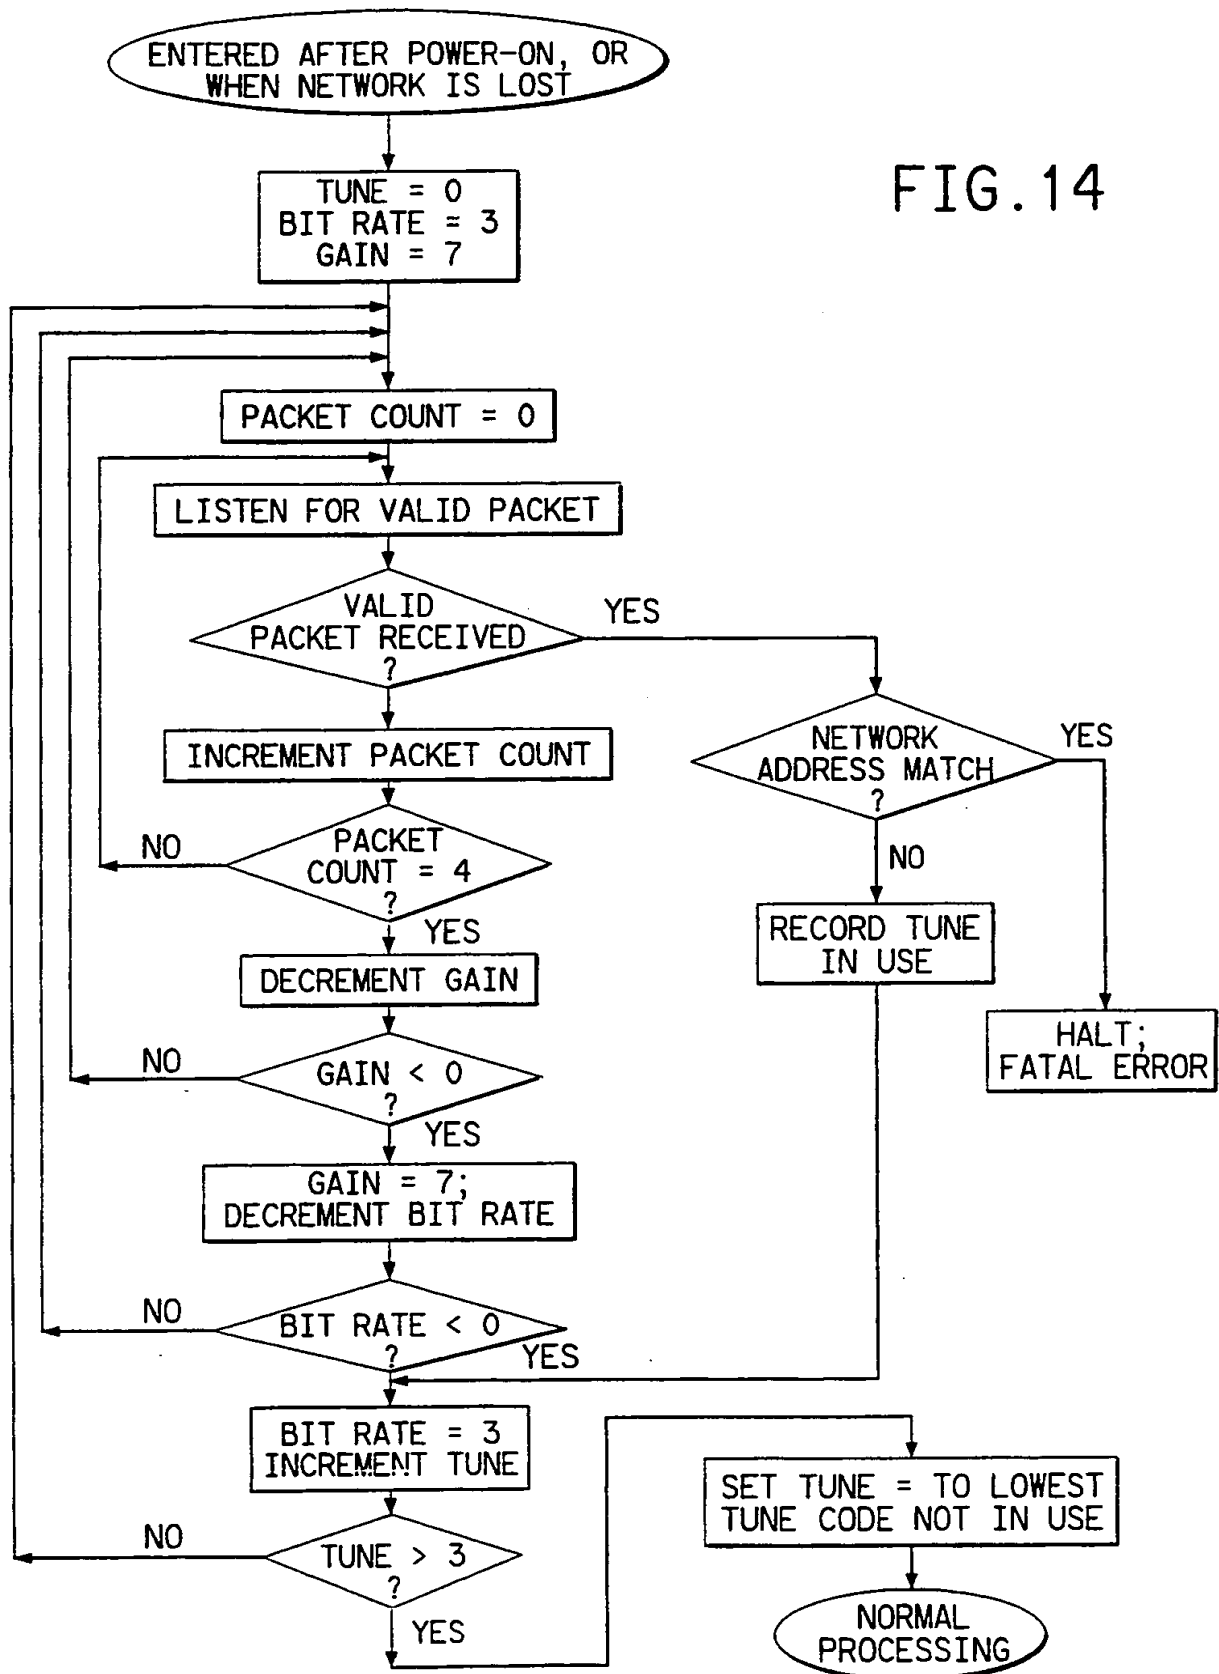 ENTERED AFTER POWER-ON, OR
WHEN NETWORK IS LOST
FIG.14
TUNE = 0
BIT RATE = 3
GAIN = 7
PACKET COUNT = 0
LISTEN FOR VALID PACKET
VALID
PACKET RECEIVED
?
YES
INCREMENT PACKET COUNT
NETWORK
ADDRESS MATCH
?
YES
NO
PACKET
COUNT = 4
?
NO
YES
RECORD TUNE
IN USE
DECREMENT GAIN
HALT;
FATAL ERROR
GAIN < 0
?
NO
YES
GAIN = 7;
DECREMENT BIT RATE
BIT RATE < 0
?
NO
YES
BIT RATE = 3
INCREMENT TUNE
SET TUNE = TO LOWEST
TUNE CODE NOT IN USE
TUNE > 3
?
NO
YES
NORMAL
PROCESSING